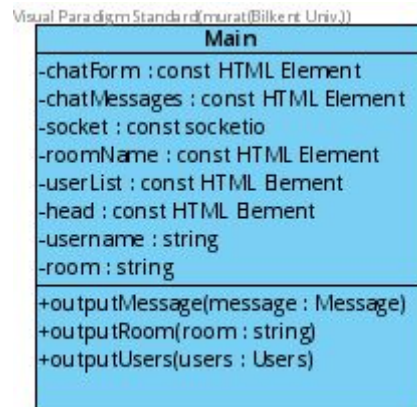 Visual Paradigm Standard(murat(Bilkent Univ.))
Main
-chatForm : const HTML Element
-chatMessages : const HTML Element
-socket : const socketio
-roomName : const HTML Element
-userList : const HTML Element
-head : const HTML Element
-username : string
-room : string
+outputMessage(message : Message)
+outputRoom(room : string)
+outputUsers(users : Users)